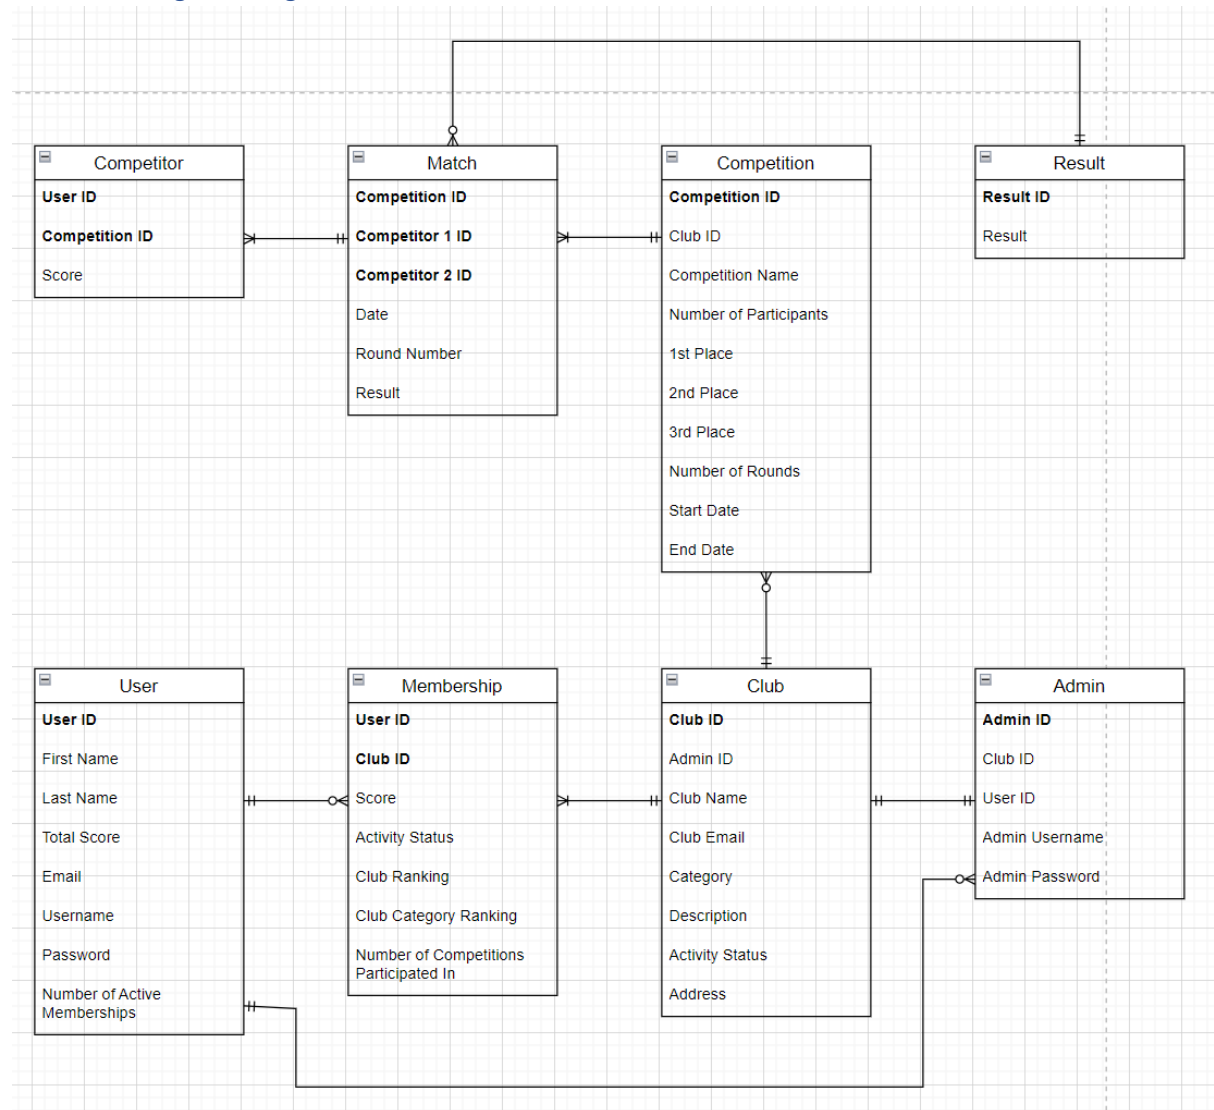 Competitor
User ID
Competition ID
Score
Match
Competition ID
Competitor 1 ID
Competitor 2 ID
Date
Round Number
Result
Competition
Competition ID
Club ID
Competition Name
Number of Participants
1st Place
2nd Place
3rd Place
Number of Rounds
Start Date
End Date
Result
Result ID
Result
User
User ID
First Name
Last Name
Total Score
Email
Username
Password
Number of Active
Memberships
Membership
User ID
Club ID
Score
Activity Status
Club Ranking
Club Category Ranking
Number of Competitions
Participated In
Club
Club ID
Admin ID
Club Name
Club Email
Category
Description
Activity Status
Address
Admin
Admin ID
Club ID
User ID
Admin Username
Admin Password